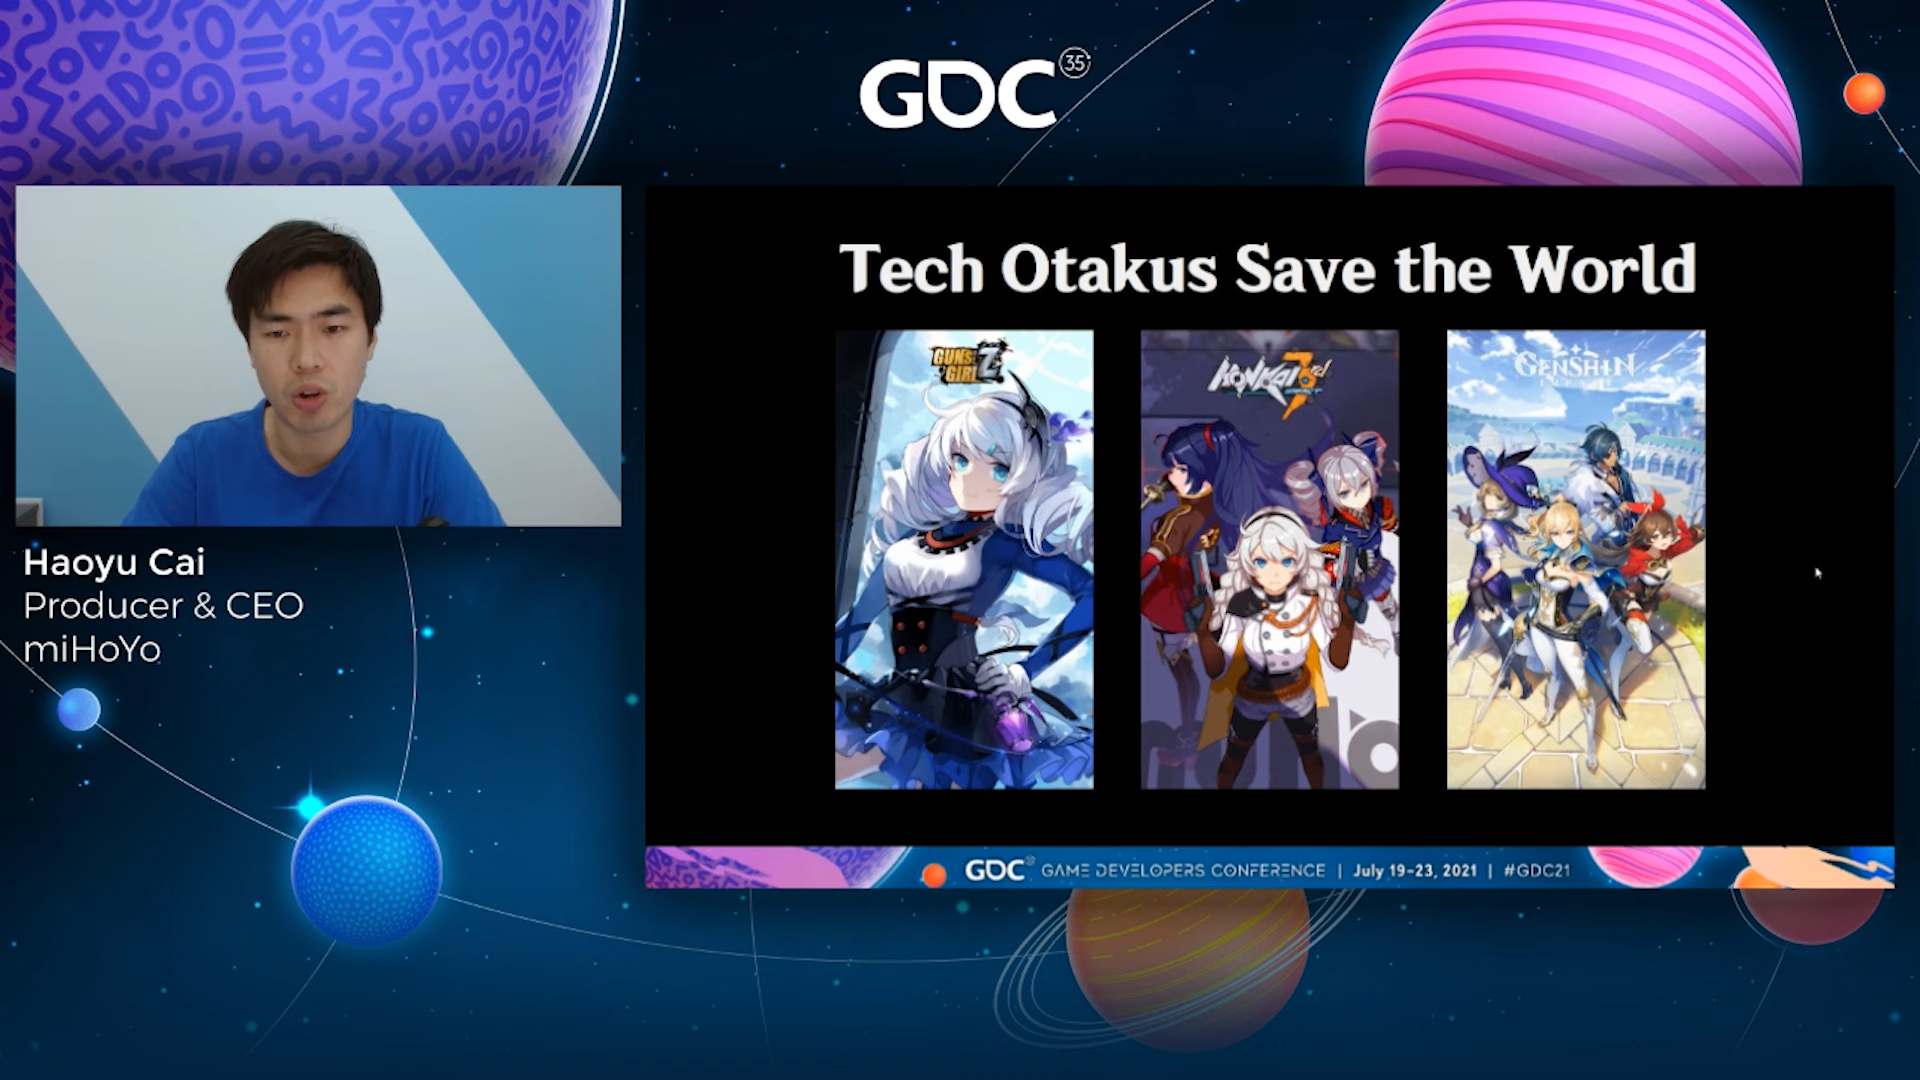 GDC 35
Tech Otakus Save the World
GUNS GIRL Z
HonKai 3rd
GENSHIN
IMPACT
Haoyu Cai
Producer & CEO
miHoYo
GDC GAME DEVELOPERS CONFERENCE | July 19-23, 2021 | #GDC21